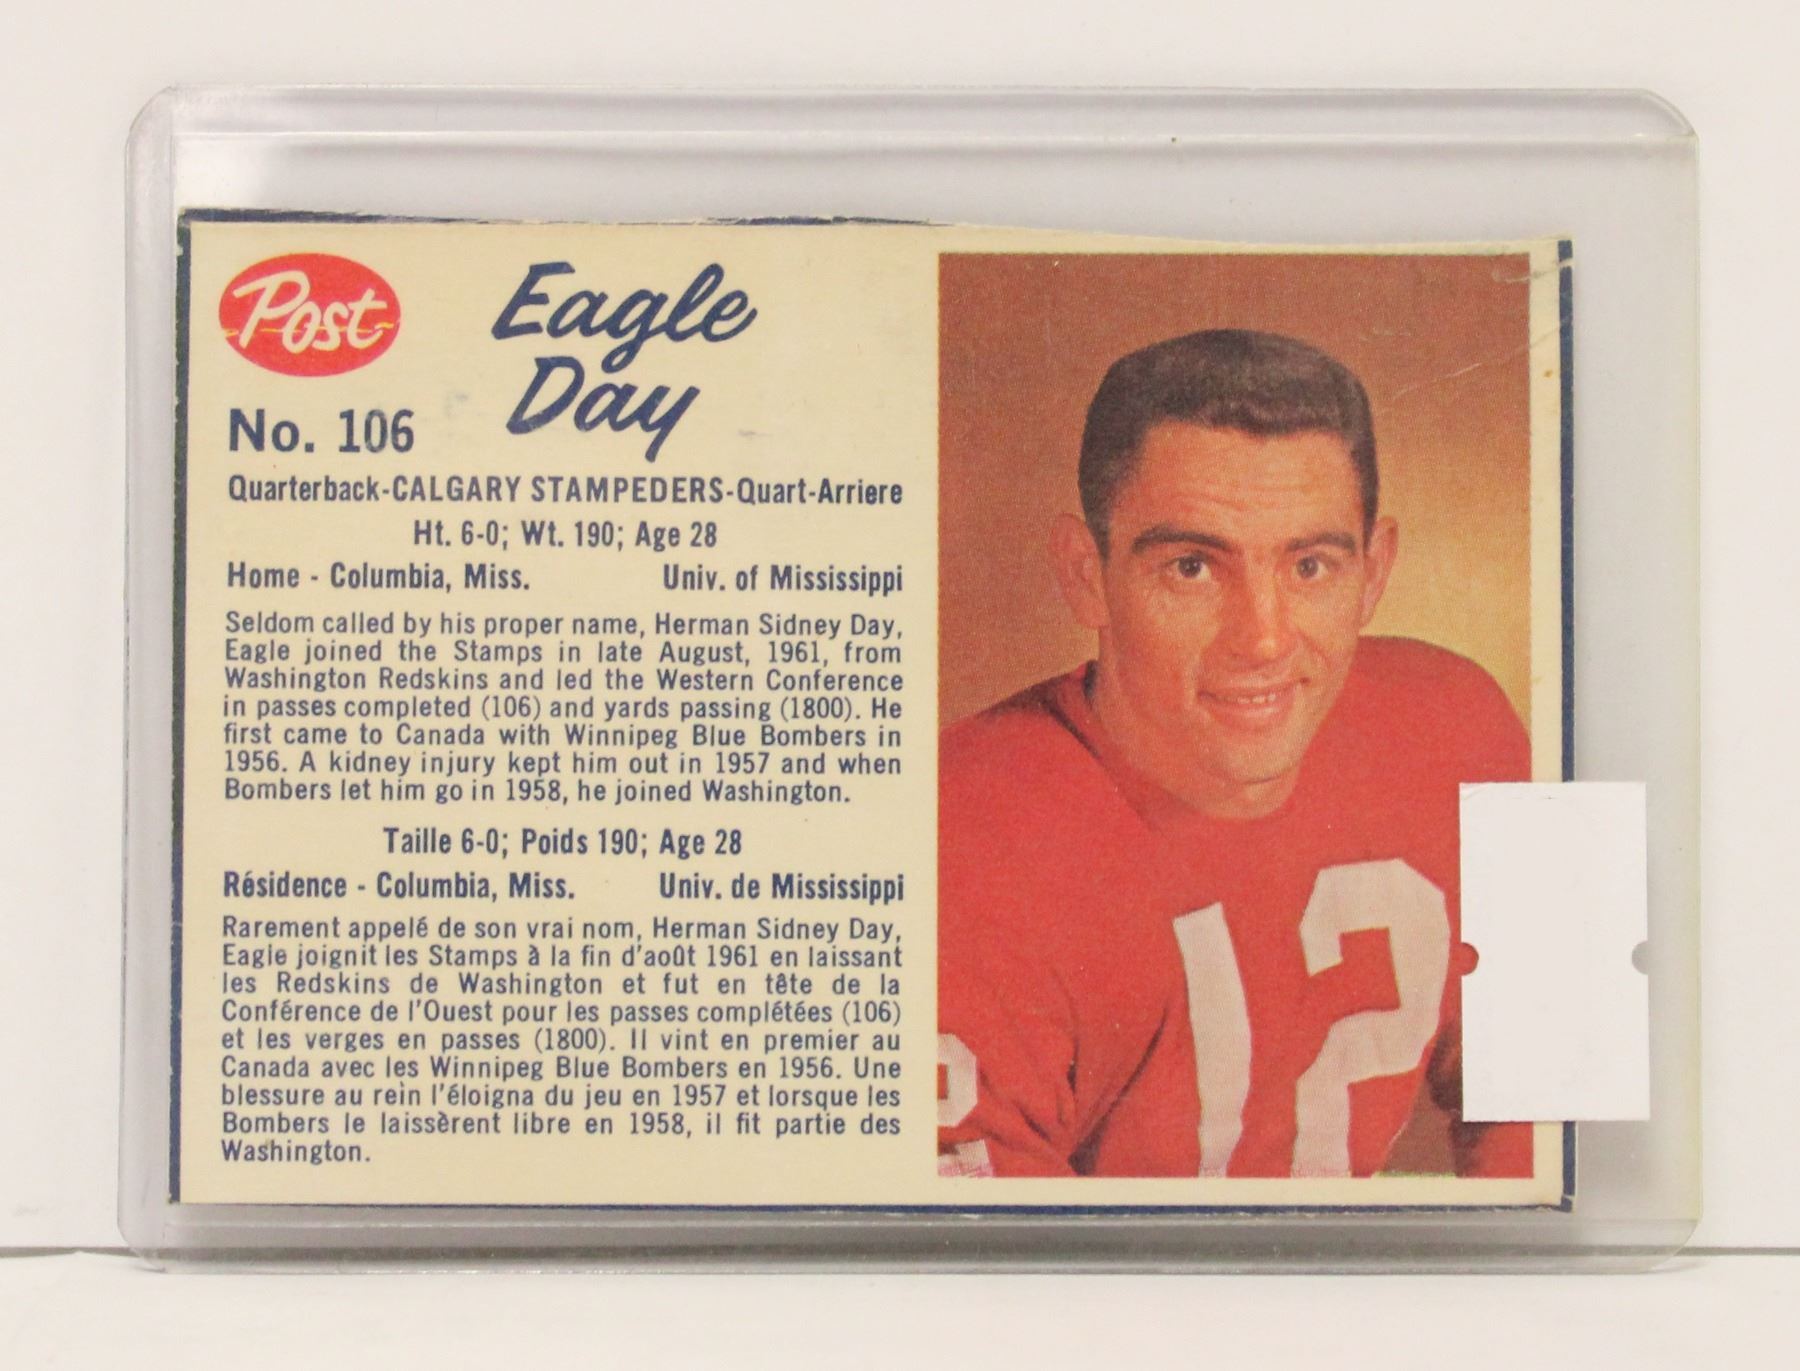 Post
Eagle
Day
No. 106
Quarterback-CALGARY STAMPEDERS-Quart-Arriere
Ht. 6-0; Wt. 190; Age 28
Home - Columbia, Miss. Univ. of Mississippi
Seldom called by his proper name, Herman Sidney Day,
Eagle joined the Stamps in late August, 1961, from
Washington Redskins and led the Western Conference
in passes completed (106) and yards passing (1800). He
first came to Canada with Winnipeg Blue Bombers in
1956. A kidney injury kept him out in 1957 and when
Bombers let him go in 1958, he joined Washington.
Taille 6-0; Poids 190; Age 28
Résidence - Columbia, Miss. Univ. de Mississippi
Rarement appelé de son vrai nom, Herman Sidney Day,
Eagle joignit les Stamps à la fin d'août 1961 en laissant
les Redskins de Washington et fut en tête de la
Conférence de l'Ouest pour les passes complétées (106)
et les verges en passes (1800). Il vint en premier au
Canada avec les Winnipeg Blue Bombers en 1956. Une
blessure au rein l'éloigna du jeu en 1957 et lorsque les
Bombers le laissèrent libre en 1958, il fit partie des
Washington.
12
2